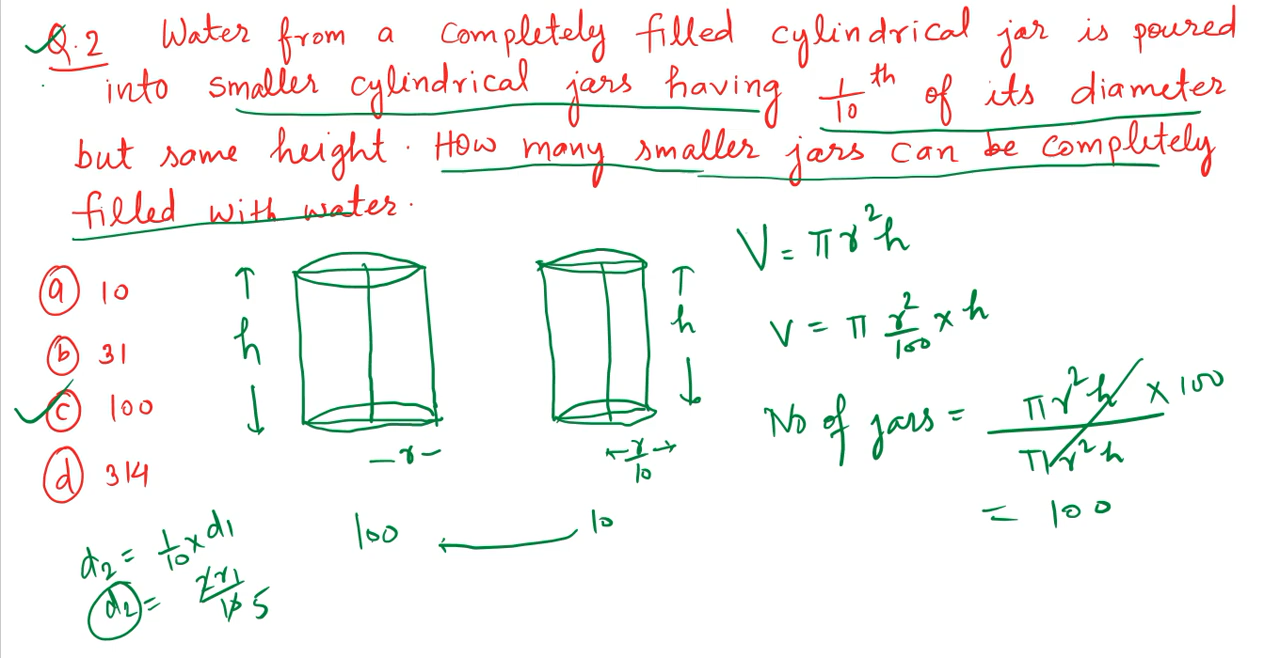 Q.2 Water from a completely filled cylindrical jar is poured
into smaller cylindrical jars having 1/10 th of its diameter
but same height. How many smaller jars can be completely
filled with water.
(a) 10
(b) 31
(c) 100
(d) 314
h
r
h
r/10
100
10
d2 = 1/10 x d1
d2 = 2r1/10 5
V = πr²h
V = π r²/100 x h
No of jars = πr²h x 100 / πr²h
= 100